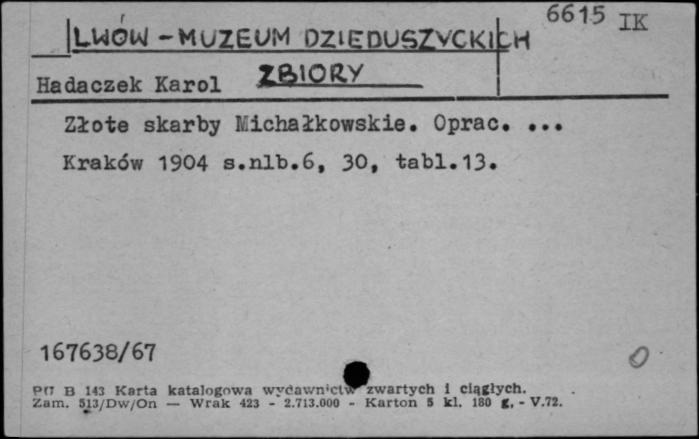 6615 IK
LWÓW - MUZEUM DZIEDUSZYCKICH
ZBIORY
Hadaczek Karol
Złote skarby Michałkowskie. Oprac. ...
Kraków 1904 s.nlb.6, 30, tabl.13.
167638/67
0
Pu B 143 Karta katalogowa wydawnictw zwartych i ciągłych.
Zam. 513/Dw/On — Wrak 423 - 2.713.000 - Karton 5 kl. 180 g. - V.72.